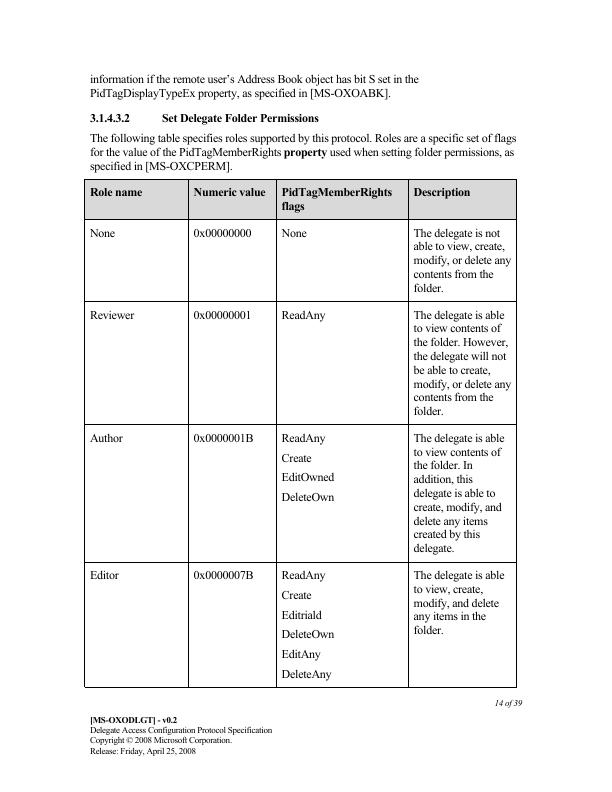 information if the remote user's Address Book object has bit S set in the
PidTagDisplayTypeEx property, as specified in [MS-OXOABK].
3.1.4.3.2 Set Delegate Folder Permissions
The following table specifies roles supported by this protocol. Roles are a specific set of flags
for the value of the PidTagMemberRights property used when setting folder permissions, as
specified in [MS-OXCPERM].
Role name Numeric value PidTagMemberRights Description
flags
None 0x00000000 None The delegate is not
able to view, create,
modify, or delete any
contents from the
folder.
Reviewer 0x00000001 ReadAny The delegate is able
to view contents of
the folder. However,
the delegate will not
be able to create,
modify, or delete any
contents from the
folder.
Author 0x0000001B ReadAny The delegate is able
Create to view contents of
the folder. In
EditOwned addition, this
DeleteOwn delegate is able to
create, modify, and
delete any items
created by this
delegate.
Editor 0x0000007B ReadAny The delegate is able
Create to view, create,
Editriald modify, and delete
DeleteOwn any items in the
folder.
EditAny
DeleteAny
14 of 39
[MS-OXODLGT] - v0.2
Delegate Access Configuration Protocol Specification
Copyright © 2008 Microsoft Corporation.
Release: Friday, April 25, 2008